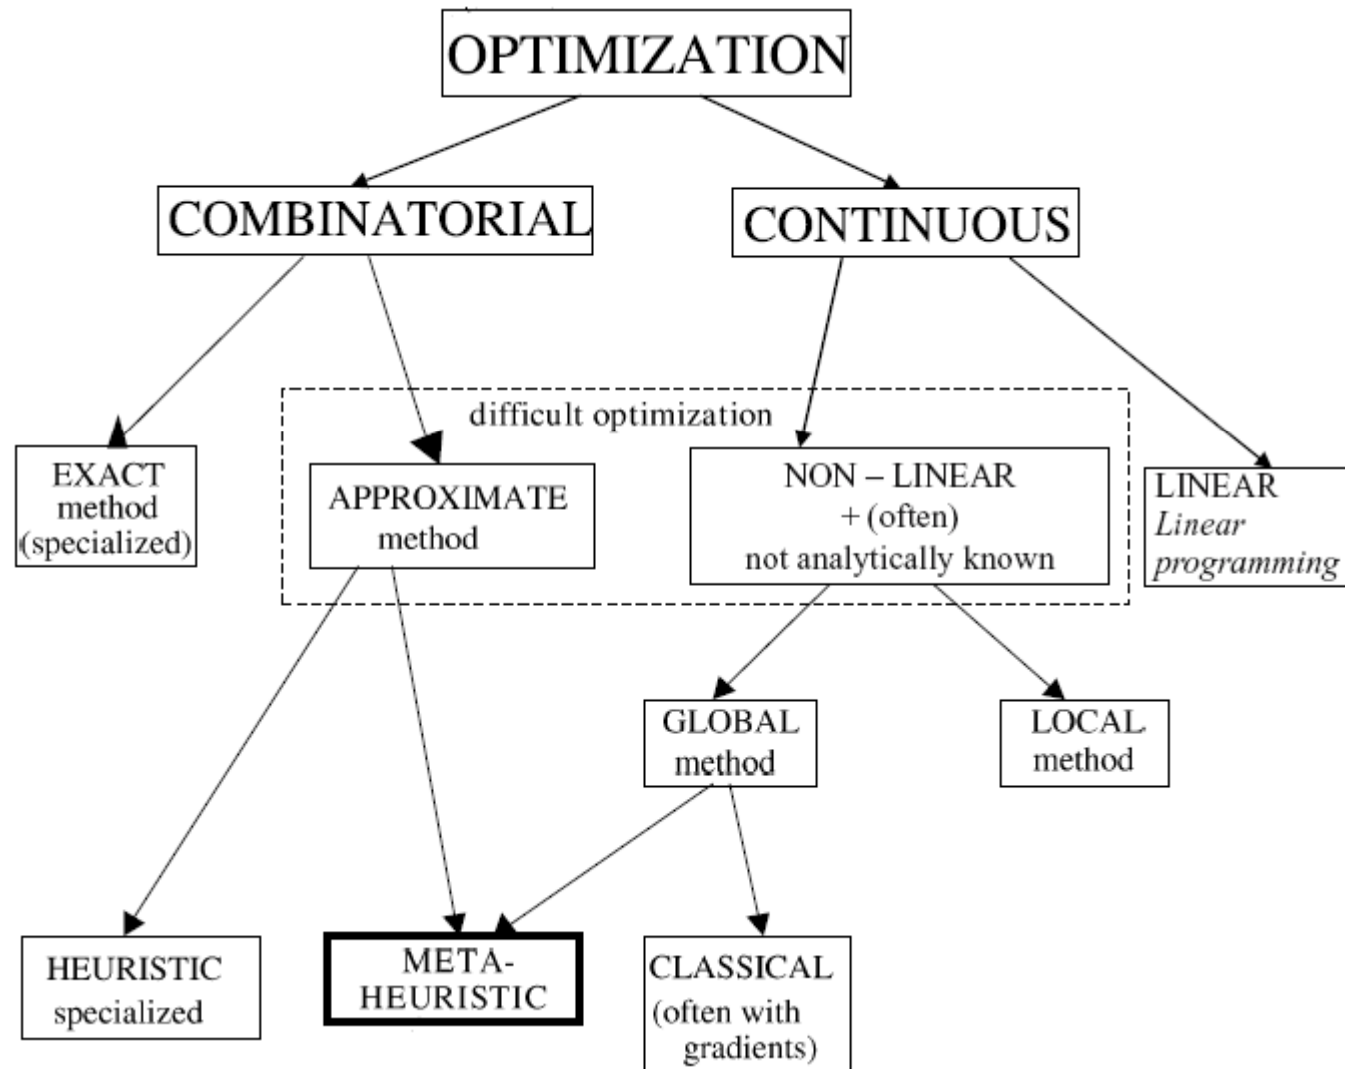 OPTIMIZATION
COMBINATORIAL
CONTINUOUS
difficult optimization
EXACT
method
(specialized)
APPROXIMATE
method
NON – LINEAR
+ (often)
not analytically known
LINEAR
Linear
programming
GLOBAL
method
LOCAL
method
HEURISTIC
specialized
META-
HEURISTIC
CLASSICAL
(often with
gradients)